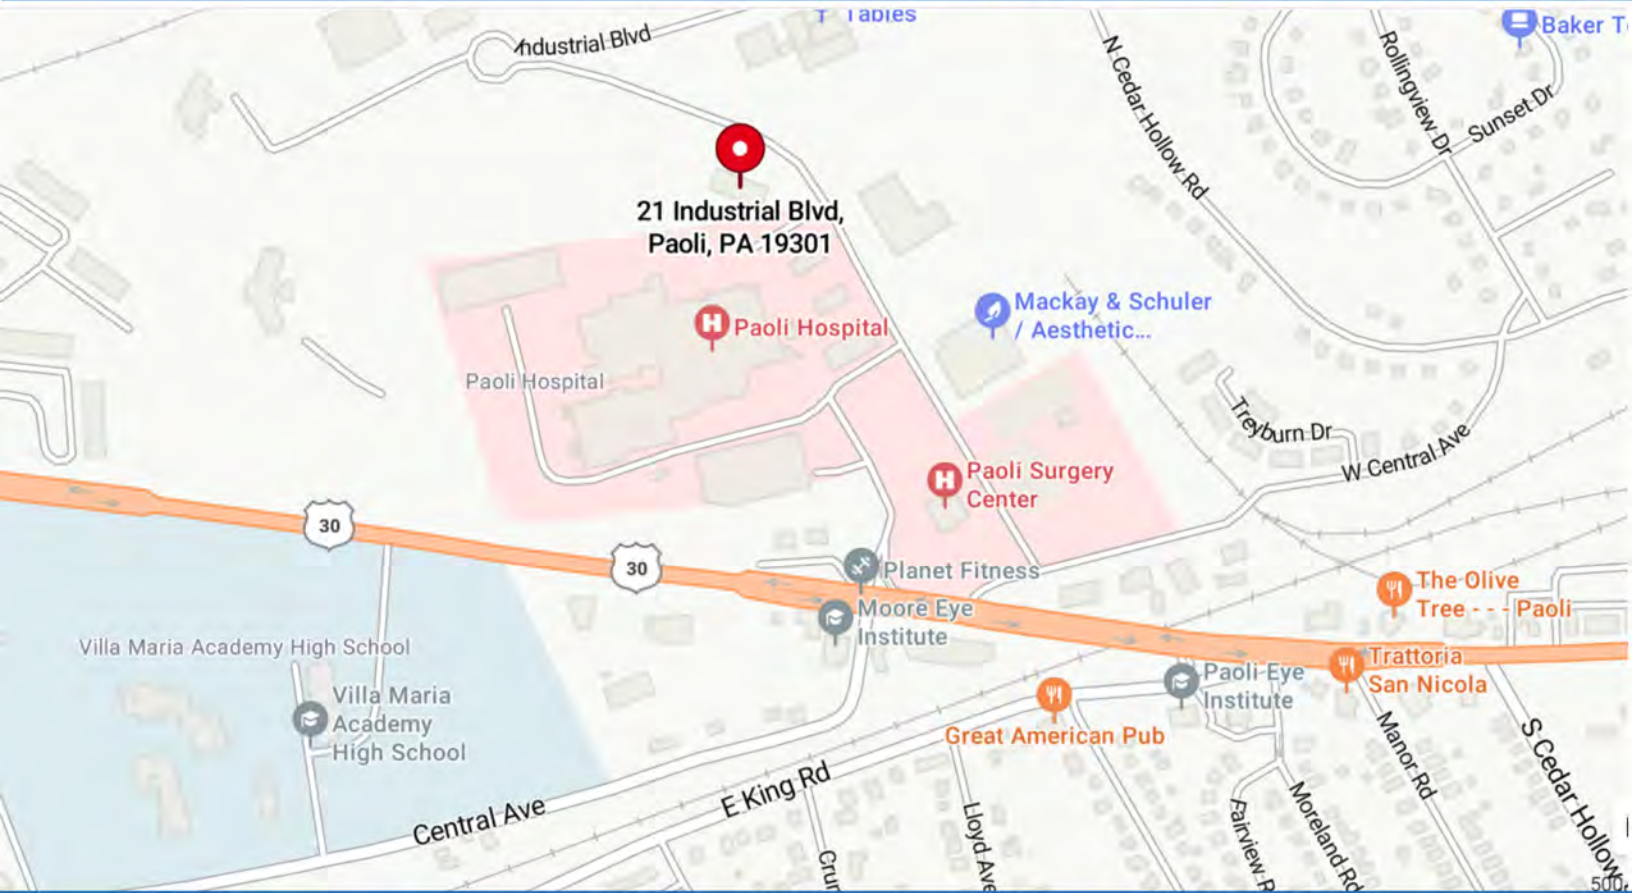 Tables
Industrial Blvd
Baker T
Rollingview Dr
Sunset Dr
N Cedar Hollow Rd
21 Industrial Blvd,
Paoli, PA 19301
Mackay & Schuler
/ Aesthetic...
Paoli Hospital
Paoli Hospital
Treyburn Dr
W Central Ave
Paoli Surgery
Center
30
30
Planet Fitness
Moore Eye
Institute
The Olive
Tree - - - Paoli
Villa Maria Academy High School
Villa Maria
Academy
High School
Trattoria
San Nicola
Paoli Eye
Institute
Great American Pub
Manor Rd
S Cedar Hollow
E King Rd
Central Ave
Lloyd Ave
Moreland Rd
Fairview R
Crur
500